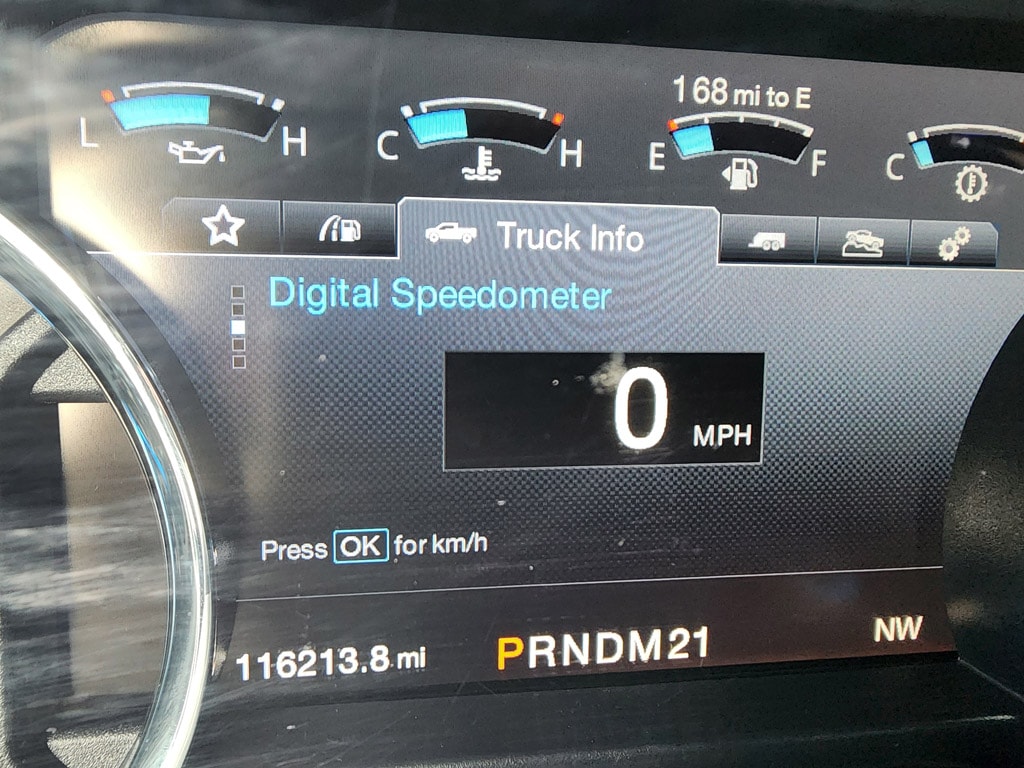 168 mi to E
L H C H E F C
Truck Info
Digital Speedometer
0 MPH
Press OK for km/h
116213.8 mi PRNDM21 NW